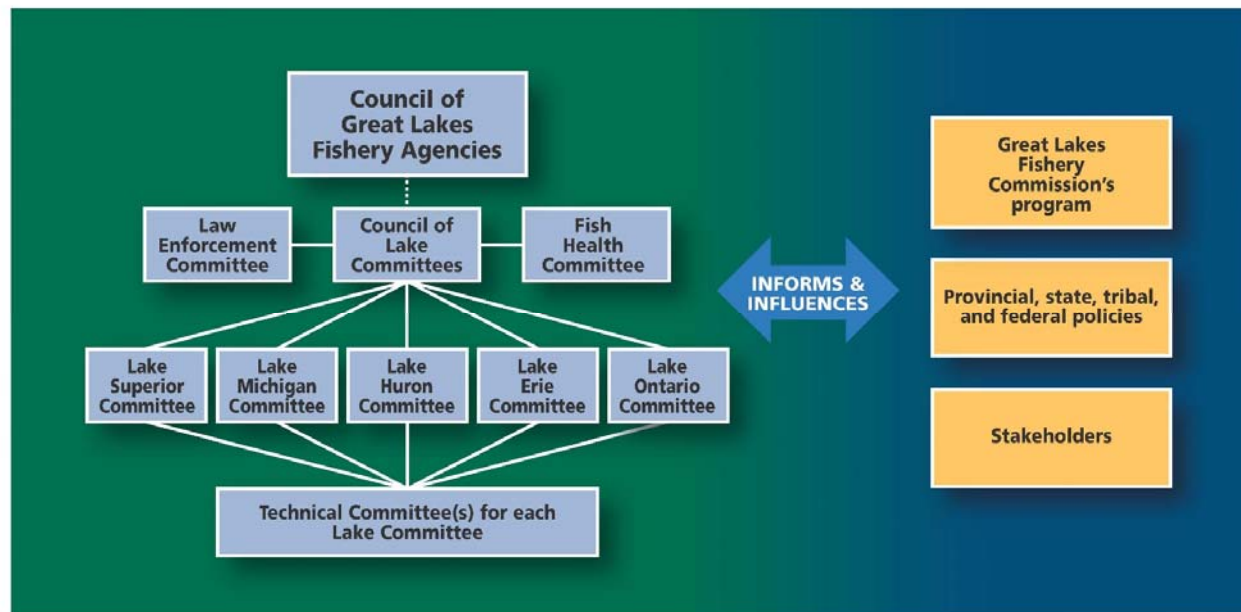 Council of
Great Lakes
Fishery Agencies
Law
Enforcement
Committee
Council of
Lake
Committees
Fish
Health
Committee
Lake
Superior
Committee
Lake
Michigan
Committee
Lake
Huron
Committee
Lake
Erie
Committee
Lake
Ontario
Committee
Technical Committee(s) for each
Lake Committee
INFORMS &
INFLUENCES
Great Lakes
Fishery
Commission's
program
Provincial, state, tribal,
and federal policies
Stakeholders